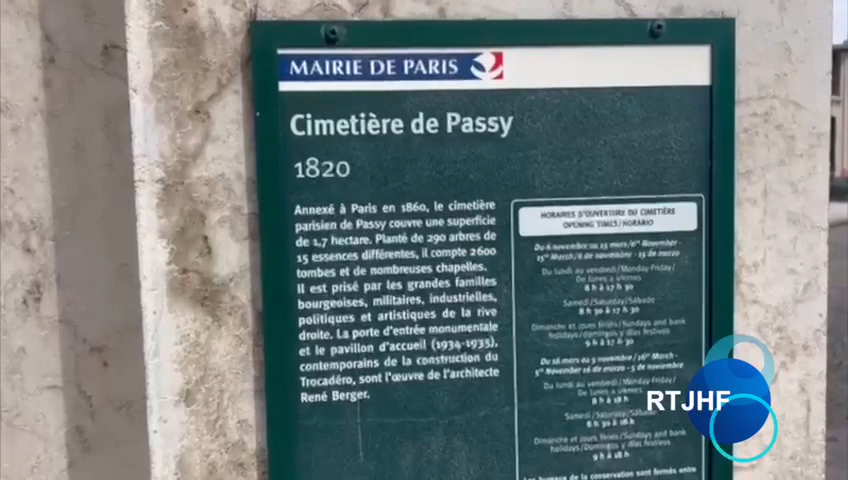 MAIRIE DE PARIS
Cimetière de Passy
1820
Annexé à Paris en 1860, le cimetière
parisien de Passy couvre une superficie
de 1,7 hectare. Planté de 290 arbres de
15 essences différentes, il compte 2600
tombes et de nombreuses chapelles.
Il est prisé par les grandes familles
bourgeoises, militaires, industrielles,
politiques et artistiques de la rive
droite. La porte d'entrée monumentale
et le pavillon d'accueil (1934-1935),
contemporains de la construction du
Trocadéro, sont l'œuvre de l'architecte
René Berger.
HORAIRES D'OUVERTURE DU CIMETIÈRE
OPENING TIMES/HORARIO
Du 6 novembre au 15 mars/6th November -
15th March/6 de noviembre - 15 de marzo
Du lundi au vendredi/Monday-Friday/
De lunes a viernes
8 h à 17 h 30
Samedi/Saturday/Sábado
8 h 30 à 17 h 30
Dimanche et jours fériés/Sundays and bank
holidays/domingos y días festivos
9 h à 17 h 30
Du 16 mars au 5 novembre/16th March -
5th November 16 de marzo - 5 de noviembre
Du lundi au vendredi/Monday-Friday/
De lunes a viernes
8 h à 18 h
Samedi/Saturday/Sábado
8 h 30 à 18 h
Dimanche et jours fériés/Sundays and bank
holidays/Domingos y días festivos
9 h à 18 h
Les bureaux de la conservation sont fermés entre
RTJHF